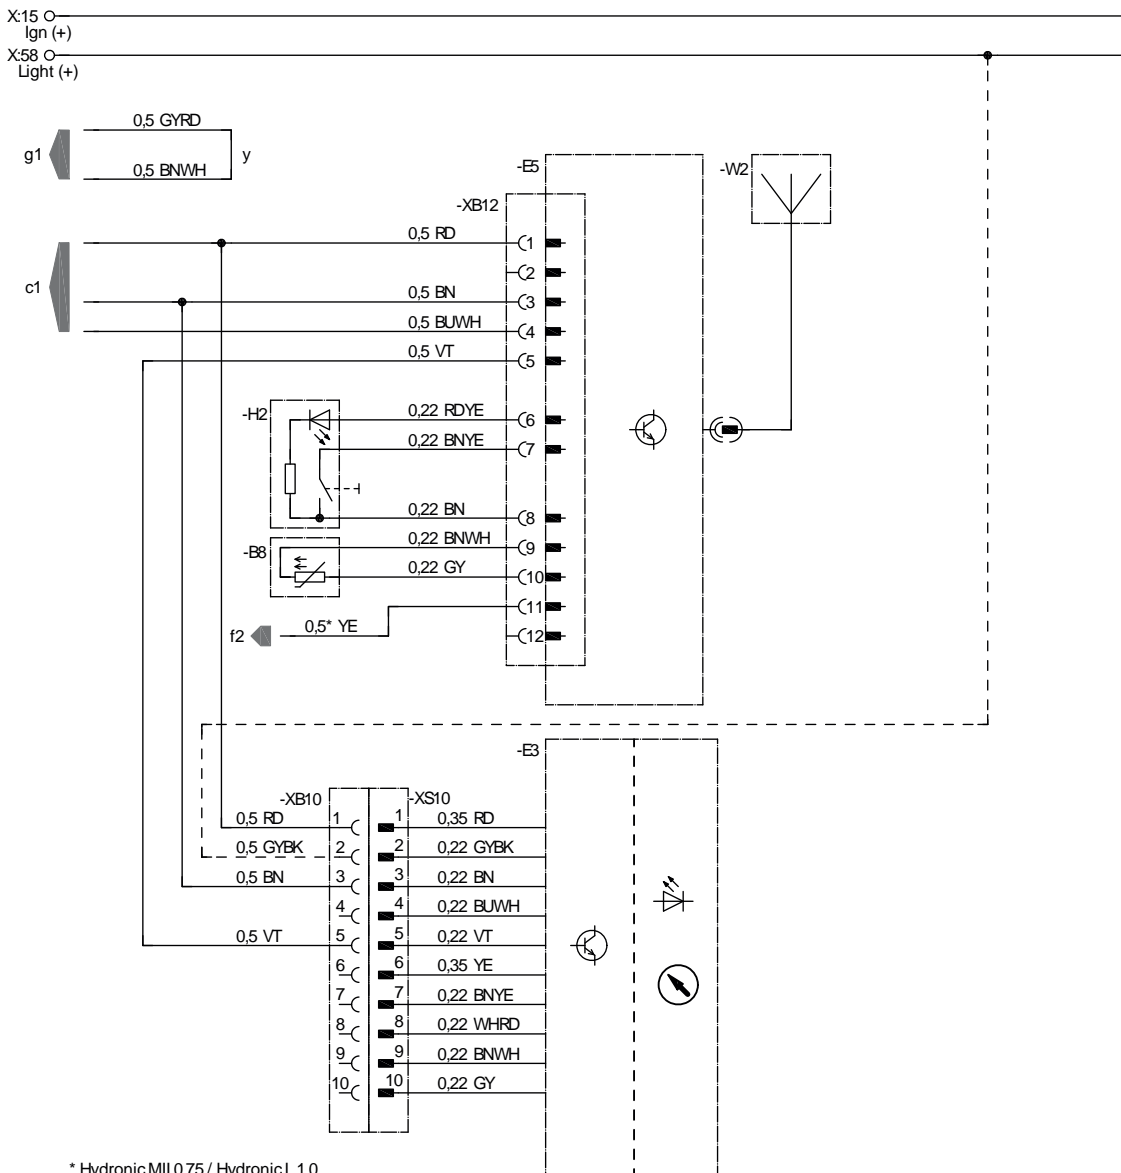 X:15
Ign (+)
X:58
Light (+)
0,5 GYRD
g1
y
0,5 BNWH
-E5
-W2
-XB12
0,5 RD
1
2
c1
0,5 BN
3
0,5 BUWH
4
0,5 VT
5
-H2
0,22 RDYE
6
0,22 BNYE
7
0,22 BN
8
-B8
0,22 BNWH
9
0,22 GY
10
11
f2
0,5* YE
12
-E3
-XB10
-XS10
0,5 RD
1
1
0,35 RD
0,5 GYBK
2
2
0,22 GYBK
0,5 BN
3
3
0,22 BN
4
4
0,22 BUWH
0,5 VT
5
5
0,22 VT
6
6
0,35 YE
7
7
0,22 BNYE
8
8
0,22 WHRD
9
9
0,22 BNWH
10
10
0,22 GY
* Hydronic MII 0,75 / Hydronic L 1,0